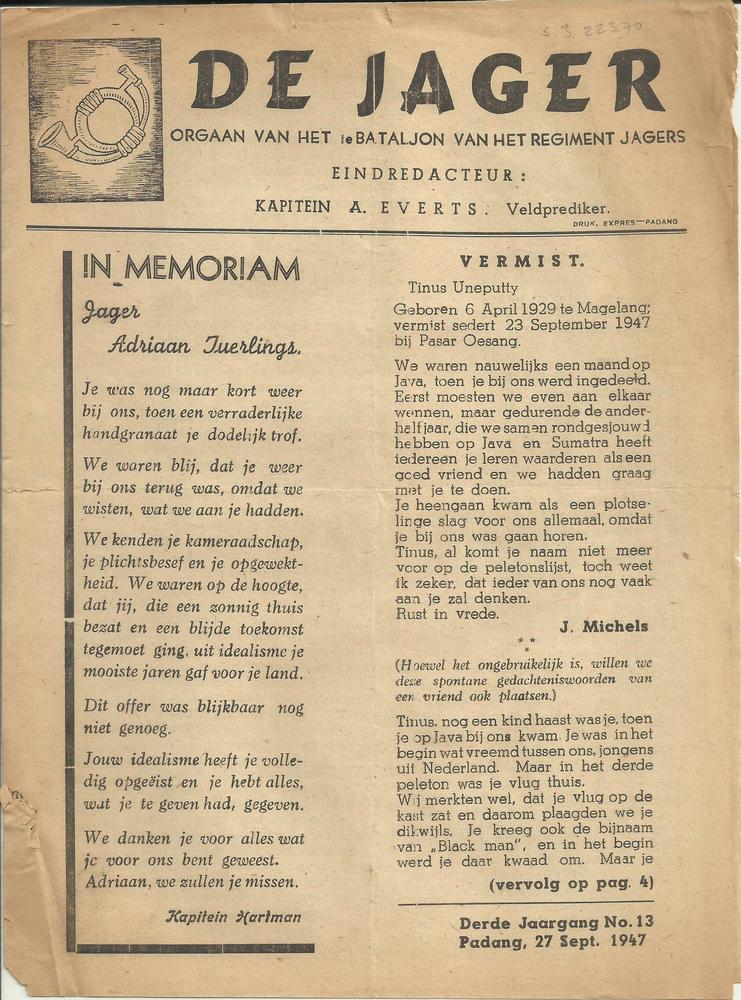 S. 3. 22370
DE JAGER
ORGAAN VAN HET 1e BATALJON VAN HET REGIMENT JAGERS
EINDREDACTEUR:
KAPITEIN A. EVERTS. Veldprediker.
DRUK. EXPRES—PADANG
IN MEMORIAM
Jager
Adriaan Tuerlings.
Je was nog maar kort weer
bij ons, toen een verraderlijke
handgranaat je dodelijk trof.
We waren blij, dat je weer
bij ons terug was, omdat we
wisten, wat we aan je hadden.
We kenden je kameraadschap,
je plichtsbesef en je opgewekt-
heid. We waren op de hoogte,
dat jij, die een zonnig thuis
bezat en een blijde toekomst
tegemoet ging, uit idealisme je
mooiste jaren gaf voor je land.
Dit offer was blijkbaar nog
niet genoeg.
Jouw idealisme heeft je volle-
dig opgeëist en je hebt alles,
wat je te geven had, gegeven.
We danken je voor alles wat
je voor ons bent geweest.
Adriaan, we zullen je missen.
Kapitein Hartman
VERMIST.
Tinus Uneputty
Geboren 6 April 1929 te Magelang;
vermist sedert 23 September 1947
bij Pasar Oesang.
We waren nauwelijks een maand op
Java, toen je bij ons werd ingedeeld.
Eerst moesten we even aan elkaar
wennen, maar gedurende de ander-
half jaar, die we samen rondgesjouwd
hebben op Java en Sumatra heeft
iedereen je leren waarderen als een
goed vriend en we hadden graag
met je te doen.
Je heengaan kwam als een plotse-
linge slag voor ons allemaal, omdat
je bij ons was gaan horen.
Tinus, al komt je naam niet meer
voor op de peletonslijst, toch weet
ik zeker, dat ieder van ons nog vaak
aan je zal denken.
Rust in vrede.
J. Michels
* *
*
(Hoewel het ongebruikelijk is, willen we
deze spontane gedachteniswoorden van
een vriend ook plaatsen.)
Tinus, nog een kind haast was je, toen
je op Java bij ons kwam. Je was in het
begin wat vreemd tussen ons, jongens
uit Nederland. Maar in het derde
peleton was je vlug thuis.
Wij merkten wel, dat je vlug op de
kast zat en daarom plaagden we je
dikwijls. Je kreeg ook de bijnaam
van „Black man", en in het begin
werd je daar kwaad om. Maar je
(vervolg op pag. 4)
Derde Jaargang No. 13
Padang, 27 Sept. 1947